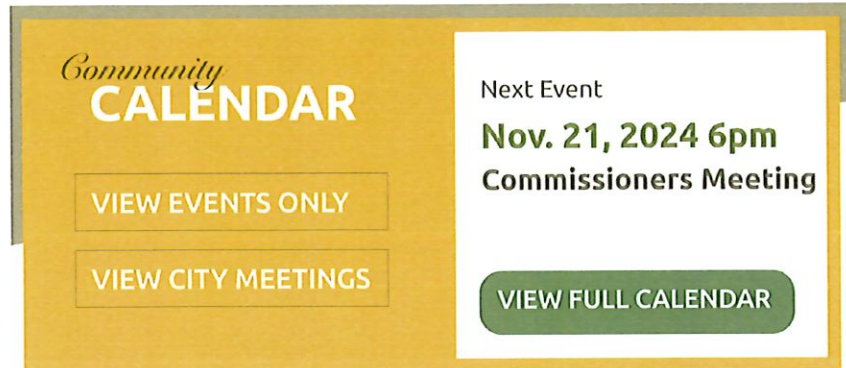 Community
CALENDAR
VIEW EVENTS ONLY
VIEW CITY MEETINGS
Next Event
Nov. 21, 2024 6pm
Commissioners Meeting
VIEW FULL CALENDAR